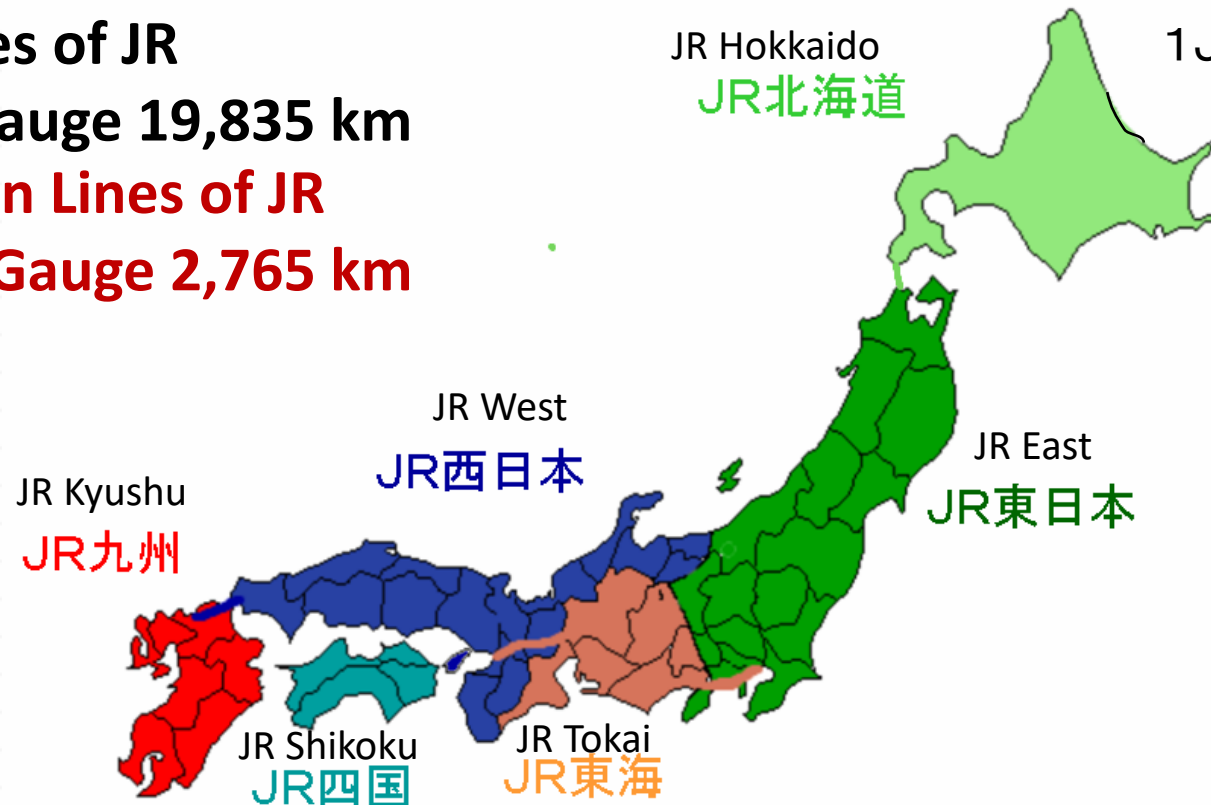 es of JR
auge 19,835 km
n Lines of JR
Gauge 2,765 km
JR Hokkaido
JR北海道
1J
JR West
JR西日本
JR East
JR東日本
JR Kyushu
JR九州
JR Shikoku
JR四国
JR Tokai
JR東海